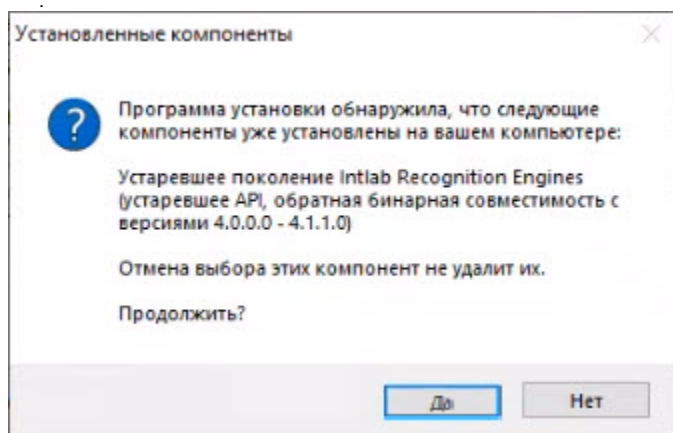 Установленные компоненты
Программа установки обнаружила, что следующие
компоненты уже установлены на вашем компьютере:
Устаревшее поколение Intlab Recognition Engines
(устаревшее API, обратная бинарная совместимость с
версиями 4.0.0.0 - 4.1.1.0)
Отмена выбора этих компонент не удалит их.
Продолжить?
Да
Нет